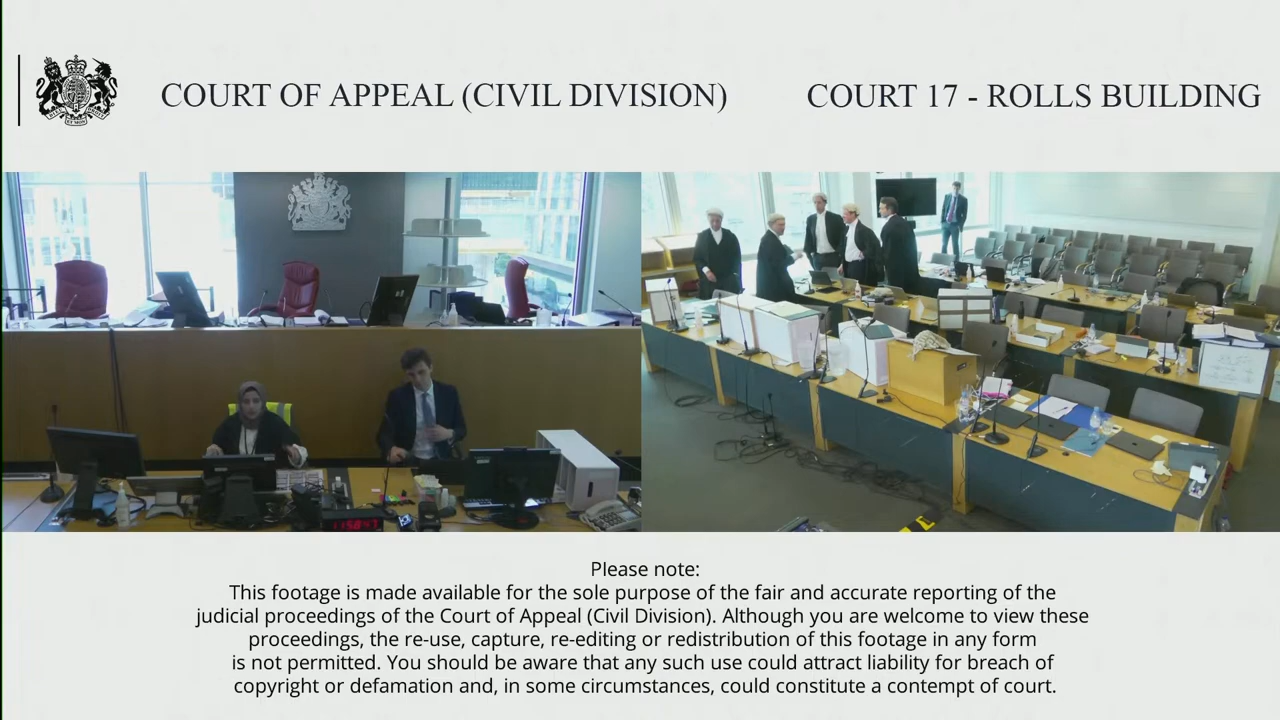 COURT OF APPEAL (CIVIL DIVISION)
COURT 17 - ROLLS BUILDING
Please note:
This footage is made available for the sole purpose of the fair and accurate reporting of the
judicial proceedings of the Court of Appeal (Civil Division). Although you are welcome to view these
proceedings, the re-use, capture, re-editing or redistribution of this footage in any form
is not permitted. You should be aware that any such use could attract liability for breach of
copyright or defamation and, in some circumstances, could constitute a contempt of court.